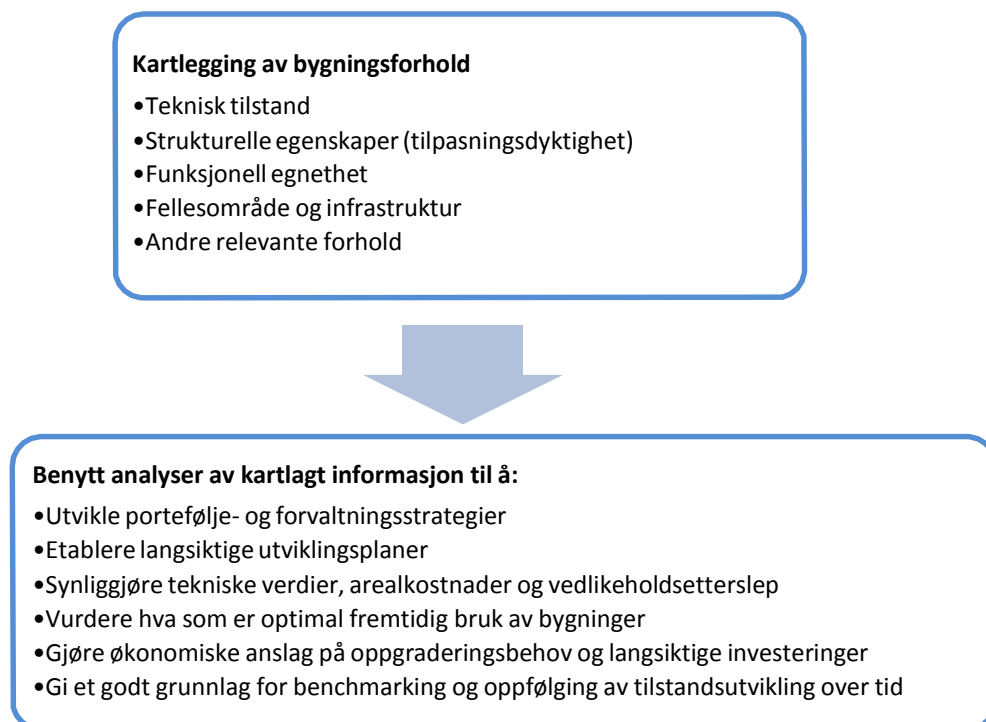 Kartlegging av bygningsforhold
•Teknisk tilstand
•Strukturelle egenskaper (tilpasningsdyktighet)
•Funksjonell egnethet
•Fellesområde og infrastruktur
•Andre relevante forhold
Benytt analyser av kartlagt informasjon til å:
•Utvikle portefølje- og forvaltningsstrategier
•Etablere langsiktige utviklingsplaner
•Synliggjøre tekniske verdier, arealkostnader og vedlikeholdsetterslep
•Vurdere hva som er optimal fremtidig bruk av bygninger
•Gjøre økonomiske anslag på oppgraderingsbehov og langsiktige investeringer
•Gi et godt grunnlag for benchmarking og oppfølging av tilstandsutvikling over tid